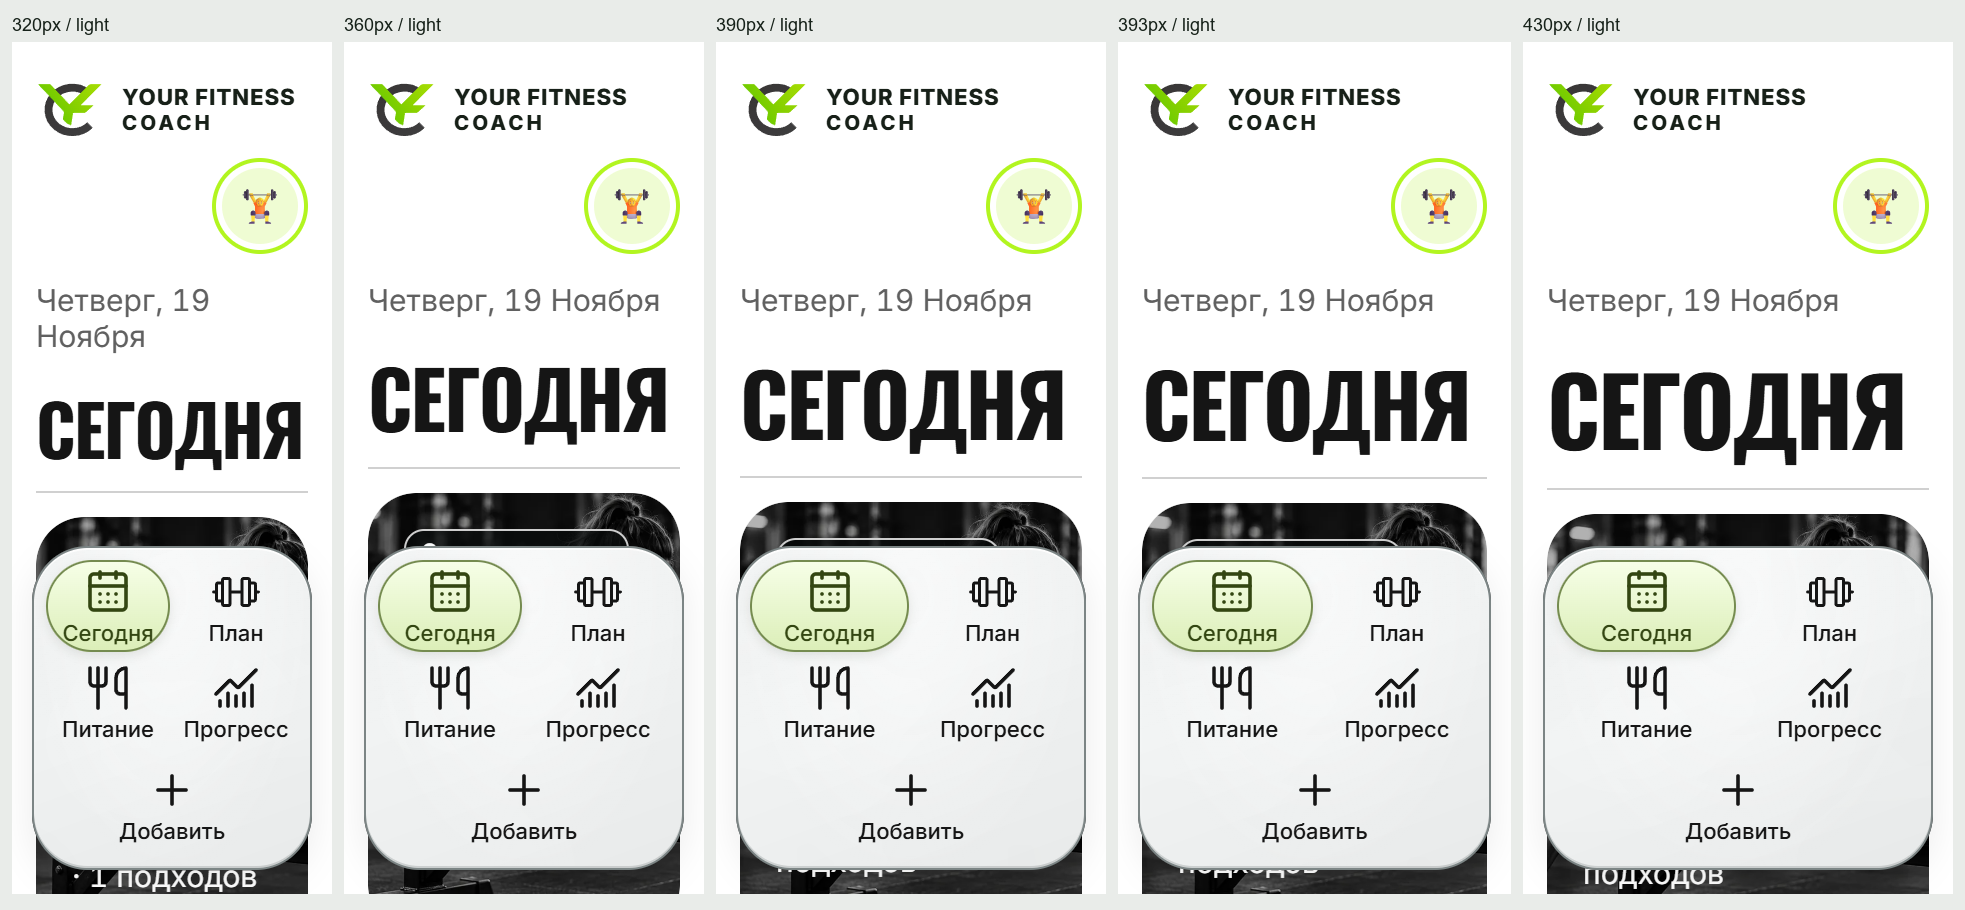 320px / light
YOUR FITNESS
COACH
Четверг, 19
Ноября
СЕГОДНЯ
Сегодня
План
Питание
Прогресс
Добавить
· 1 подходов
360px / light
YOUR FITNESS
COACH
Четверг, 19 Ноября
СЕГОДНЯ
Сегодня
План
Питание
Прогресс
Добавить
390px / light
YOUR FITNESS
COACH
Четверг, 19 Ноября
СЕГОДНЯ
Сегодня
План
Питание
Прогресс
Добавить
подходов
393px / light
YOUR FITNESS
COACH
Четверг, 19 Ноября
СЕГОДНЯ
Сегодня
План
Питание
Прогресс
Добавить
подходов
430px / light
YOUR FITNESS
COACH
Четверг, 19 Ноября
СЕГОДНЯ
Сегодня
План
Питание
Прогресс
Добавить
подходов